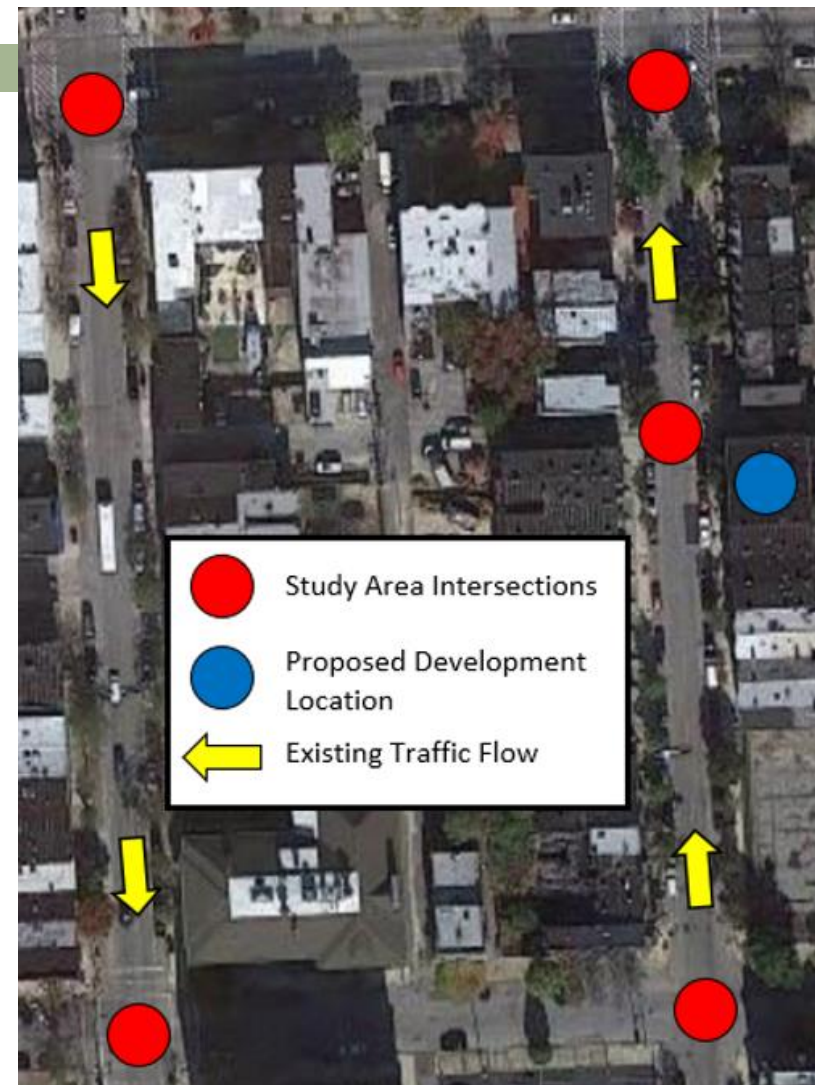 Study Area Intersections
Proposed Development
Location
Existing Traffic Flow